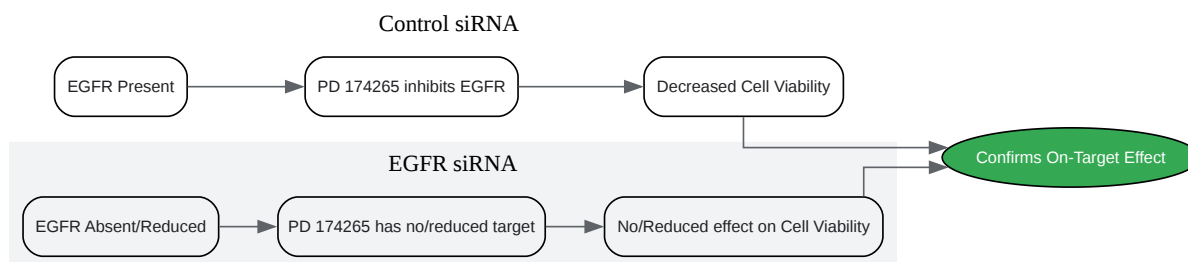 Control siRNA
EGFR Present
PD 174265 inhibits EGFR
Decreased Cell Viability
Confirms On-Target Effect
EGFR siRNA
EGFR Absent/Reduced
PD 174265 has no/reduced target
No/Reduced effect on Cell Viability